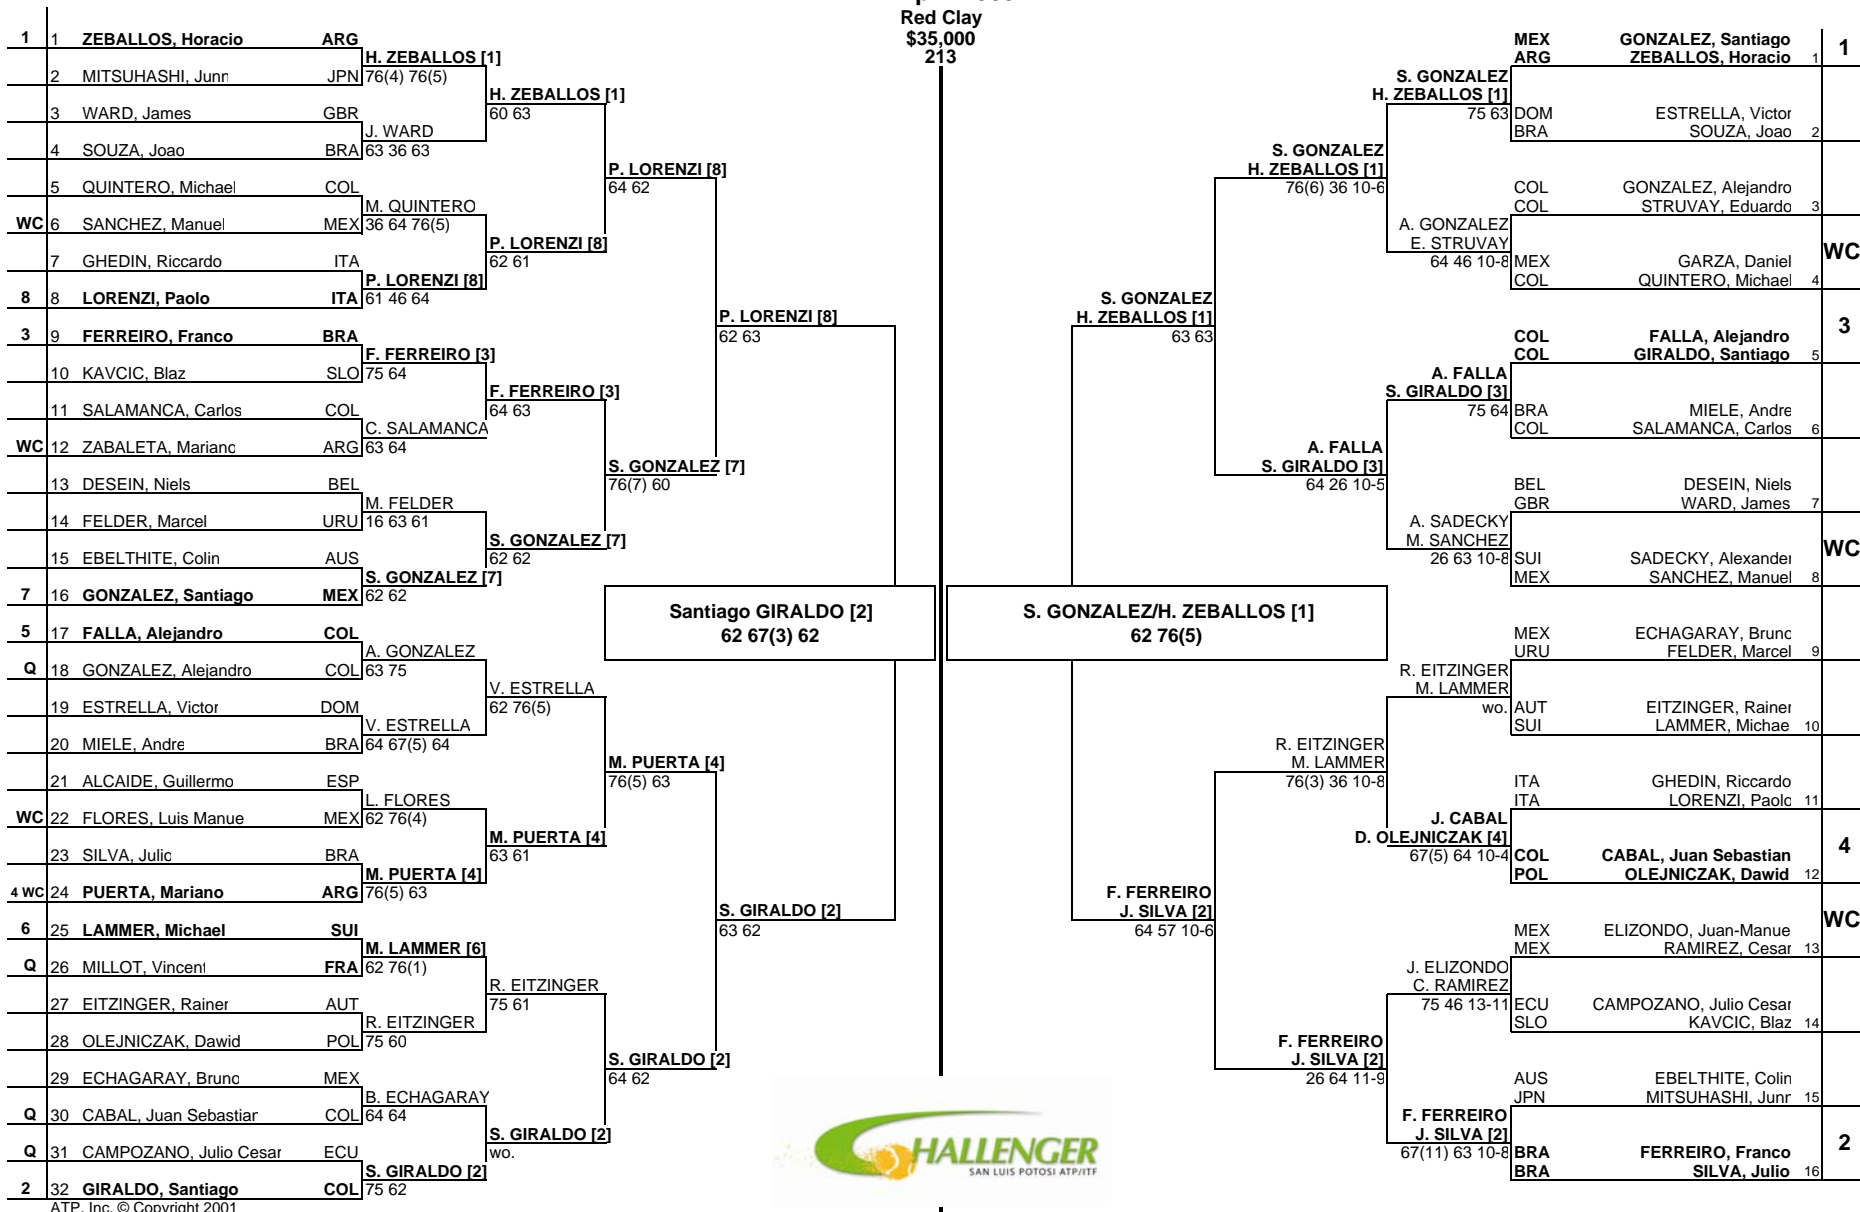 Red Clay
$35,000
213
1 1 ZEBALLOS, Horacio ARG
H. ZEBALLOS [1]
2 MITSUHASHI, Junn JPN 76(4) 76(5)
H. ZEBALLOS [1]
3 WARD, James GBR 60 63
J. WARD
4 SOUZA, Joao BRA 63 36 63
P. LORENZI [8]
5 QUINTERO, Michael COL 64 62
M. QUINTERO
WC 6 SANCHEZ, Manuel MEX 36 64 76(5)
P. LORENZI [8]
7 GHEDIN, Riccardo ITA 62 61
P. LORENZI [8]
8 8 LORENZI, Paolo ITA 61 46 64
P. LORENZI [8]
3 9 FERREIRO, Franco BRA 62 63
F. FERREIRO [3]
10 KAVCIC, Blaz SLO 75 64
F. FERREIRO [3]
11 SALAMANCA, Carlos COL 64 63
C. SALAMANCA
WC 12 ZABALETA, Mariano ARG 63 64
S. GONZALEZ [7]
13 DESEIN, Niels BEL 76(7) 60
M. FELDER
14 FELDER, Marcel URU 16 63 61
S. GONZALEZ [7]
15 EBELTHITE, Colin AUS 62 62
S. GONZALEZ [7]
7 16 GONZALEZ, Santiago MEX 62 62
Santiago GIRALDO [2]
62 67(3) 62
5 17 FALLA, Alejandro COL
A. GONZALEZ
Q 18 GONZALEZ, Alejandro COL 63 75
V. ESTRELLA
19 ESTRELLA, Victor DOM 62 76(5)
V. ESTRELLA
20 MIELE, Andre BRA 64 67(5) 64
M. PUERTA [4]
21 ALCAIDE, Guillermo ESP 76(5) 63
L. FLORES
WC 22 FLORES, Luis Manue MEX 62 76(4)
M. PUERTA [4]
23 SILVA, Julio BRA 63 61
M. PUERTA [4]
4 WC 24 PUERTA, Mariano ARG 76(5) 63
S. GIRALDO [2]
6 25 LAMMER, Michael SUI 63 62
M. LAMMER [6]
Q 26 MILLOT, Vincent FRA 62 76(1)
R. EITZINGER
27 EITZINGER, Rainer AUT 75 61
R. EITZINGER
28 OLEJNICZAK, Dawid POL 75 60
S. GIRALDO [2]
29 ECHAGARAY, Bruno MEX 64 62
B. ECHAGARAY
Q 30 CABAL, Juan Sebastian COL 64 64
S. GIRALDO [2]
Q 31 CAMPOZANO, Julio Cesar ECU wo.
S. GIRALDO [2]
2 32 GIRALDO, Santiago COL 75 62
ATP, Inc. © Copyright 2001
MEX GONZALEZ, Santiago 1
ARG ZEBALLOS, Horacio 1
S. GONZALEZ
H. ZEBALLOS [1]
75 63 DOM ESTRELLA, Victor
BRA SOUZA, Joao 2
S. GONZALEZ
H. ZEBALLOS [1]
76(6) 36 10-6 COL GONZALEZ, Alejandro
COL STRUVAY, Eduardo 3
A. GONZALEZ
E. STRUVAY WC
64 46 10-8 MEX GARZA, Daniel
COL QUINTERO, Michael 4
S. GONZALEZ
H. ZEBALLOS [1] 3
63 63 COL FALLA, Alejandro
COL GIRALDO, Santiago 5
A. FALLA
S. GIRALDO [3]
75 64 BRA MIELE, Andre
COL SALAMANCA, Carlos 6
A. FALLA
S. GIRALDO [3]
64 26 10-5 BEL DESEIN, Niels
GBR WARD, James 7
A. SADECKY
M. SANCHEZ WC
26 63 10-8 SUI SADECKY, Alexander
MEX SANCHEZ, Manuel 8
S. GONZALEZ/H. ZEBALLOS [1]
62 76(5)
MEX ECHAGARAY, Bruno
URU FELDER, Marcel 9
R. EITZINGER
M. LAMMER
wo. AUT EITZINGER, Rainer
SUI LAMMER, Michae 10
R. EITZINGER
M. LAMMER
76(3) 36 10-8 ITA GHEDIN, Riccardo
ITA LORENZI, Paolo 11
J. CABAL
D. OLEJNICZAK [4] 4
67(5) 64 10-4 COL CABAL, Juan Sebastian
POL OLEJNICZAK, Dawid 12
F. FERREIRO
J. SILVA [2] WC
64 57 10-6 MEX ELIZONDO, Juan-Manue
MEX RAMIREZ, Cesar 13
J. ELIZONDO
C. RAMIREZ
75 46 13-11 ECU CAMPOZANO, Julio Cesar
SLO KAVCIC, Blaz 14
F. FERREIRO
J. SILVA [2]
26 64 11-9 AUS EBELTHITE, Colin
JPN MITSUHASHI, Junn 15
F. FERREIRO
J. SILVA [2] 2
67(11) 63 10-8 BRA FERREIRO, Franco
BRA SILVA, Julio 16
CHALLENGER
SAN LUIS POTOSI ATP/ITF